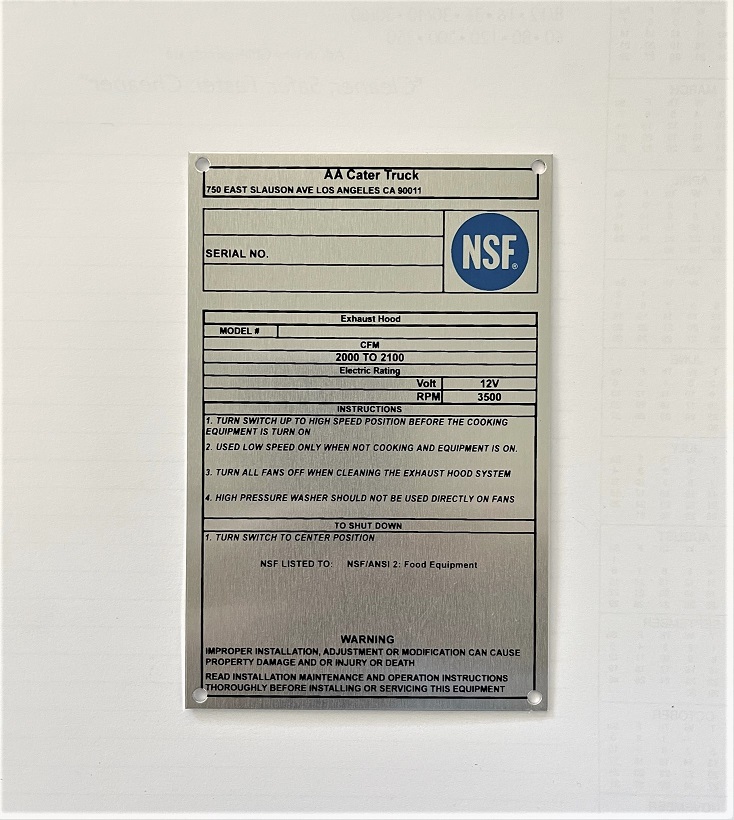 AA Cater Truck
750 EAST SLAUSON AVE LOS ANGELES CA 90011
SERIAL NO.
NSF®
Exhaust Hood
MODEL #
CFM
2000 TO 2100
Electric Rating
Volt 12V
RPM 3500
INSTRUCTIONS
1. TURN SWITCH UP TO HIGH SPEED POSITION BEFORE THE COOKING
EQUIPMENT IS TURN ON
2. USED LOW SPEED ONLY WHEN NOT COOKING AND EQUIPMENT IS ON.
3. TURN ALL FANS OFF WHEN CLEANING THE EXHAUST HOOD SYSTEM
4. HIGH PRESSURE WASHER SHOULD NOT BE USED DIRECTLY ON FANS
TO SHUT DOWN
1. TURN SWITCH TO CENTER POSITION
NSF LISTED TO: NSF/ANSI 2: Food Equipment
WARNING
IMPROPER INSTALLATION, ADJUSTMENT OR MODIFICATION CAN CAUSE
PROPERTY DAMAGE AND OR INJURY OR DEATH
READ INSTALLATION MAINTENANCE AND OPERATION INSTRUCTIONS
THOROUGHLY BEFORE INSTALLING OR SERVICING THIS EQUIPMENT